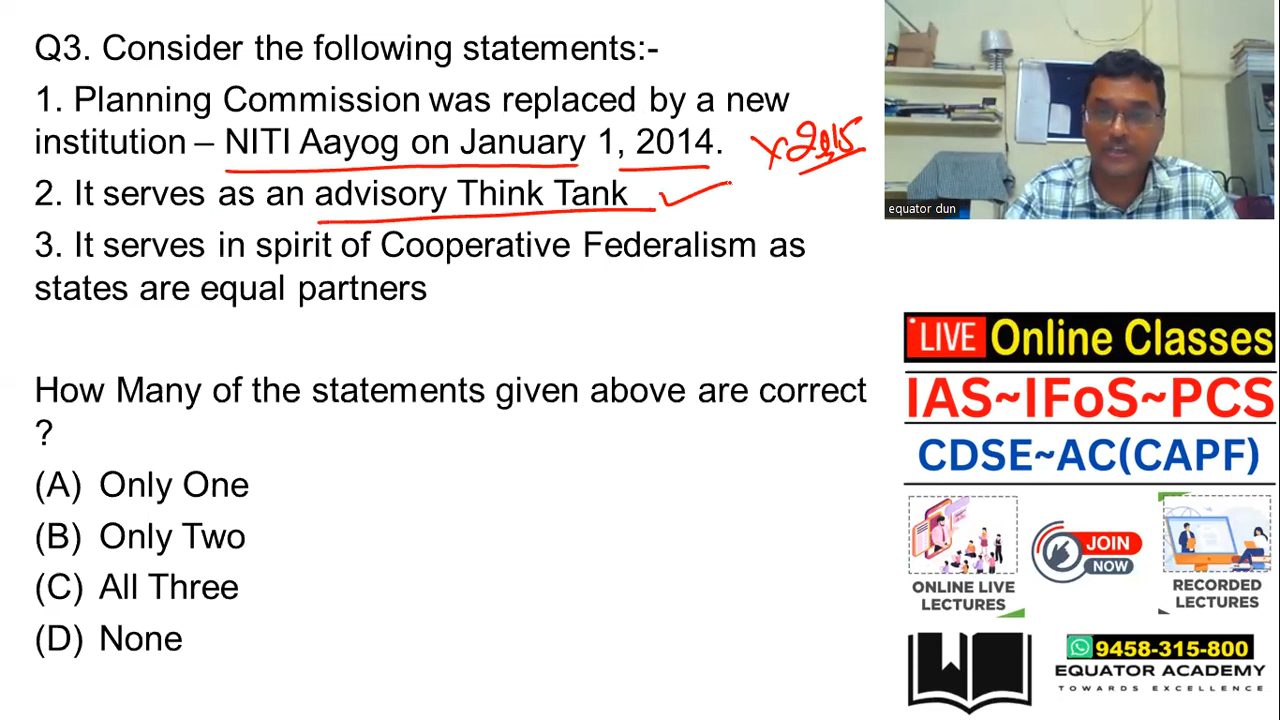 Q3. Consider the following statements:-
1. Planning Commission was replaced by a new
institution – NITI Aayog on January 1, 2014.
X 2015
2. It serves as an advisory Think Tank
3. It serves in spirit of Cooperative Federalism as
states are equal partners
How Many of the statements given above are correct
?
(A) Only One
(B) Only Two
(C) All Three
(D) None
equator dun
LIVE Online Classes
IAS~IFoS~PCS
CDSE~AC(CAPF)
ONLINE LIVE
LECTURES
JOIN
NOW
RECORDED
LECTURES
9458-315-800
EQUATOR ACADEMY
TOWARDS EXCELLENCE